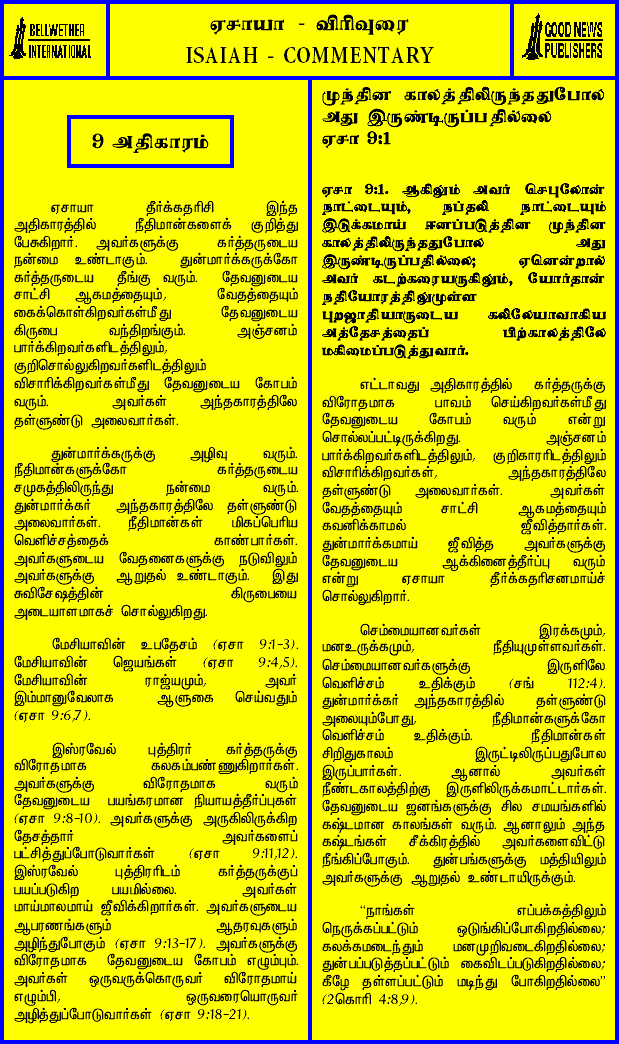 BELLWETHER
INTERNATIONAL
ஏசாயா - விரிவுரை
ISAIAH - COMMENTARY
GOOD NEWS
PUBLISHERS
9 அதிகாரம்
ஏசாயா தீர்க்கதரிசி இந்த
அதிகாரத்தில் நீதிமான்களைக் குறித்து
பேசுகிறார். அவர்களுக்கு கர்த்தருடைய
நன்மை உண்டாகும். துன்மார்க்கருக்கோ
கர்த்தருடைய தீங்கு வரும். தேவனுடைய
சாட்சி ஆகமத்தையும், வேதத்தையும்
கைக்கொள்கிறவர்கள்மீது தேவனுடைய
கிருபை வந்திறங்கும். அஞ்சனம்
பார்க்கிறவர்களிடத்திலும்,
குறிசொல்லுகிறவர்களிடத்திலும்
விசாரிக்கிறவர்கள்மீது தேவனுடைய கோபம்
வரும். அவர்கள் அந்தகாரத்திலே
தள்ளுண்டு அலைவார்கள்.
துன்மார்க்கருக்கு அழிவு வரும்.
நீதிமான்களுக்கோ கர்த்தருடைய
சமுகத்திலிருந்து நன்மை வரும்.
துன்மார்க்கர் அந்தகாரத்திலே தள்ளுண்டு
அலைவார்கள். நீதிமான்கள் மிகப்பெரிய
வெளிச்சத்தைக் காண்பார்கள்.
அவர்களுடைய வேதனைகளுக்கு நடுவிலும்
அவர்களுக்கு ஆறுதல் உண்டாகும். இது
சுவிசேஷத்தின் கிருபையை
அடையாளமாகச் சொல்லுகிறது.
மேசியாவின் உபதேசம் (ஏசா 9:1-3).
மேசியாவின் ஜெயங்கள் (ஏசா 9:4,5).
மேசியாவின் ராஜ்யமும், அவர்
இம்மானுவேலாக ஆளுகை செய்வதும்
(ஏசா 9:6,7).
இஸ்ரவேல் புத்திரர் கர்த்தருக்கு
விரோதமாக கலகம்பண்ணுகிறார்கள்.
அவர்களுக்கு விரோதமாக வரும்
தேவனுடைய பயங்கரமான நியாயத்தீர்ப்புகள்
(ஏசா 9:8-10). அவர்களுக்கு அருகிலிருக்கிற
தேசத்தார் அவர்களைப்
பட்சித்துப்போடுவார்கள் (ஏசா 9:11,12).
இஸ்ரவேல் புத்திரரிடம் கர்த்தருக்குப்
பயப்படுகிற பயமில்லை. அவர்கள்
மாய்மாலமாய் ஜீவிக்கிறார்கள். அவர்களுடைய
ஆபரணங்களும் ஆதரவுகளும்
அழிந்துபோகும் (ஏசா 9:13-17). அவர்களுக்கு
விரோதமாக தேவனுடைய கோபம் எழும்பும்.
அவர்கள் ஒருவருக்கொருவர் விரோதமாய்
எழும்பி, ஒருவரையொருவர்
அழித்துப்போடுவார்கள் (ஏசா 9:18-21).
முந்தின காலத்திலிருந்ததுபோல
அது இருண்டிருப்பதில்லை
ஏசா 9:1
ஏசா 9:1. ஆகிலும் அவர் செபுலோன்
நாட்டையும், நப்தலி நாட்டையும்
இடுக்கமாய் ஈனப்படுத்தின முந்தின
காலத்திலிருந்ததுபோல அது
இருண்டிருப்பதில்லை; ஏனென்றால்
அவர் கடற்கரையருகிலும், யோர்தான்
நதியோரத்திலுமுள்ள
புறஜாதியாருடைய கலிலேயாவாகிய
அத்தேசத்தைப் பிற்காலத்திலே
மகிமைப்படுத்துவார்.
எட்டாவது அதிகாரத்தில் கர்த்தருக்கு
விரோதமாக பாவம் செய்கிறவர்கள்மீது
தேவனுடைய கோபம் வரும் என்று
சொல்லப்பட்டிருக்கிறது. அஞ்சனம்
பார்க்கிறவர்களிடத்திலும், குறிகாரரிடத்திலும்
விசாரிக்கிறவர்கள், அந்தகாரத்திலே
தள்ளுண்டு அலைவார்கள். அவர்கள்
வேதத்தையும் சாட்சி ஆகமத்தையும்
கவனிக்காமல் ஜீவித்தார்கள்.
துன்மார்க்கமாய் ஜீவித்த அவர்களுக்கு
தேவனுடைய ஆக்கினைத்தீர்ப்பு வரும்
என்று ஏசாயா தீர்க்கதரிசனமாய்ச்
சொல்லுகிறார்.
செம்மையானவர்கள் இரக்கமும்,
மனஉருக்கமும், நீதியுமுள்ளவர்கள்.
செம்மையானவர்களுக்கு இருளிலே
வெளிச்சம் உதிக்கும் (சங் 112:4).
துன்மார்க்கர் அந்தகாரத்தில் தள்ளுண்டு
அலையும்போது, நீதிமான்களுக்கோ
வெளிச்சம் உதிக்கும். நீதிமான்கள்
சிறிதுகாலம் இருட்டிலிருப்பதுபோல
இருப்பார்கள். ஆனால் அவர்கள்
நீண்டகாலத்திற்கு இருளிலிருக்கமாட்டார்கள்.
தேவனுடைய ஜனங்களுக்கு சில சமயங்களில்
கஷ்டமான காலங்கள் வரும். ஆனாலும் அந்த
கஷ்டங்கள் சீக்கிரத்தில் அவர்களைவிட்டு
நீங்கிப்போகும். துன்பங்களுக்கு மத்தியிலும்
அவர்களுக்கு ஆறுதல் உண்டாயிருக்கும்.
"நாங்கள் எப்பக்கத்திலும்
நெருக்கப்பட்டும் ஒடுங்கிப்போகிறதில்லை;
கலக்கமடைந்தும் மனமுறிவடைகிறதில்லை;
துன்பப்படுத்தப்பட்டும் கைவிடப்படுகிறதில்லை;
கீழே தள்ளப்பட்டும் மடிந்து போகிறதில்லை"
(2கொரி 4:8,9).